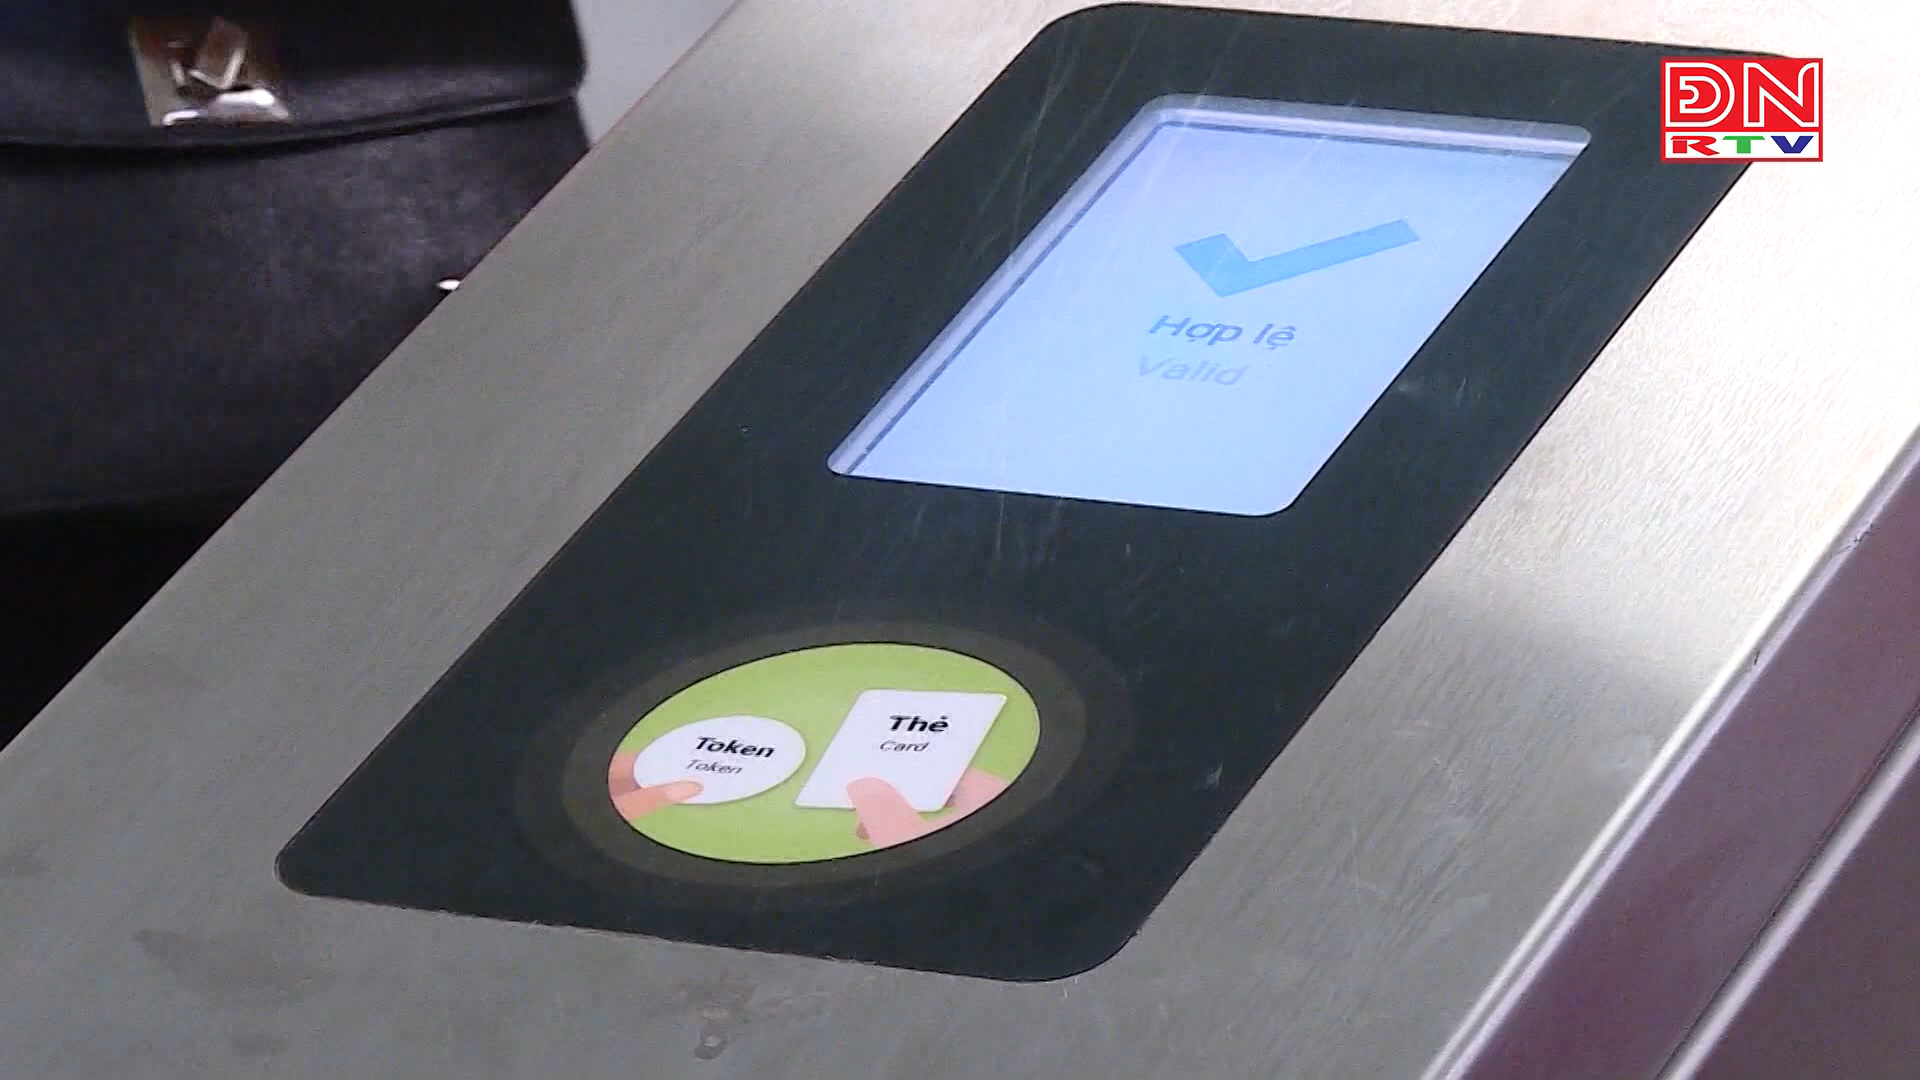 ĐN
RTV
Hợp lệ
Valid
Token
Token
Thẻ
Card